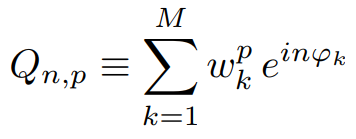 $Q_{n,p} \equiv \sum_{k=1}^{M} w_k^p \, e^{in\varphi_k}$